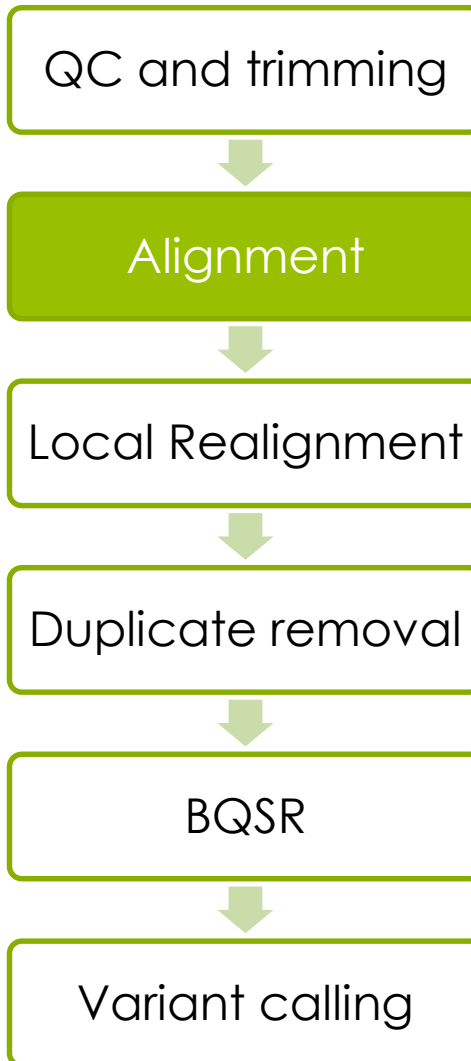 QC and trimming
Alignment
Local Realignment
Duplicate removal
BQSR
Variant calling